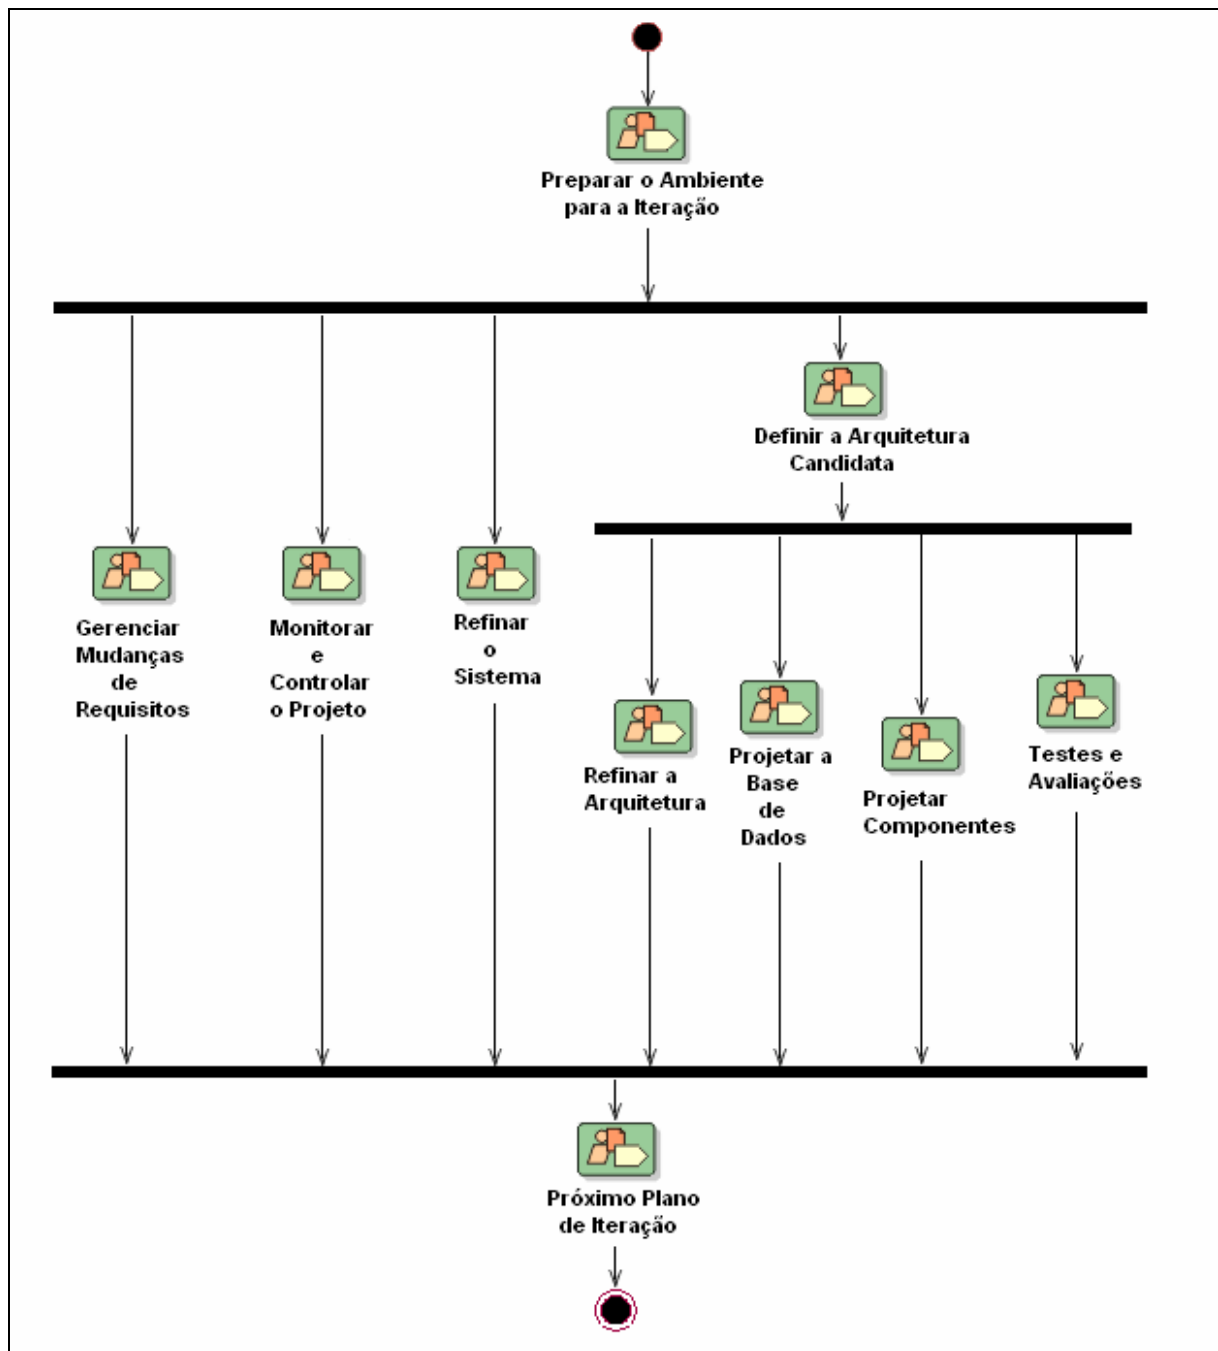 Preparar o Ambiente
para a Iteração
Definir a Arquitetura
Candidata
Gerenciar
Mudanças
de
Requisitos
Monitorar
e
Controlar
o Projeto
Refinar
o
Sistema
Refinar a
Arquitetura
Projetar a
Base
de
Dados
Projetar
Componentes
Testes e
Avaliações
Próximo Plano
de Iteração